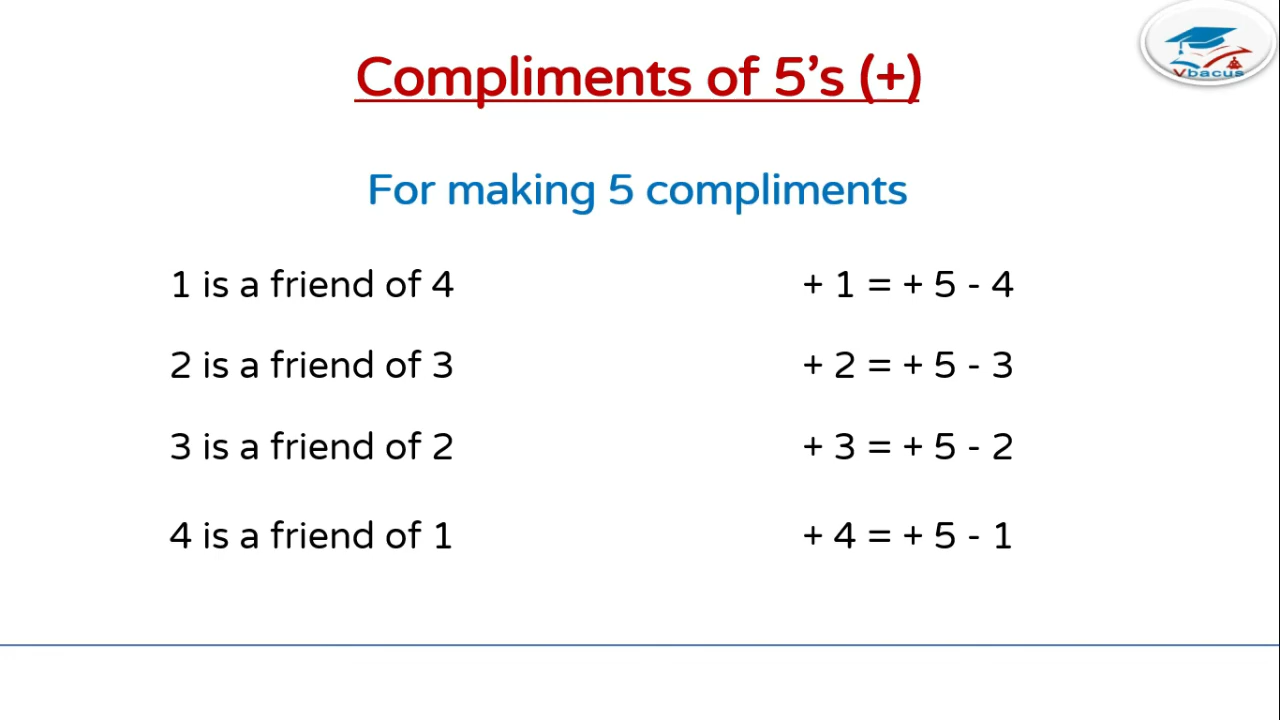 Vbacus
Compliments of 5’s (+)
For making 5 compliments
1 is a friend of 4
+ 1 = + 5 - 4
2 is a friend of 3
+ 2 = + 5 - 3
3 is a friend of 2
+ 3 = + 5 - 2
4 is a friend of 1
+ 4 = + 5 - 1